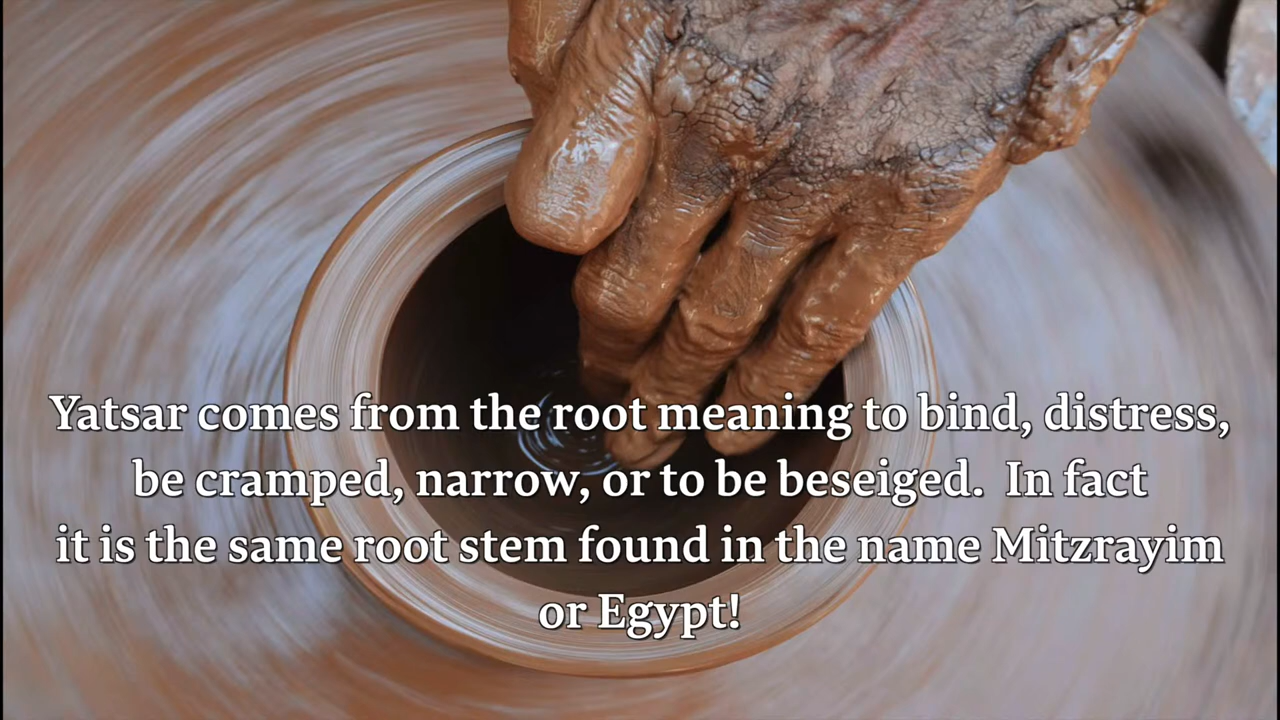 Yatsar comes from the root meaning to bind, distress,
be cramped, narrow, or to be beseiged.  In fact
it is the same root stem found in the name Mitzrayim
or Egypt!